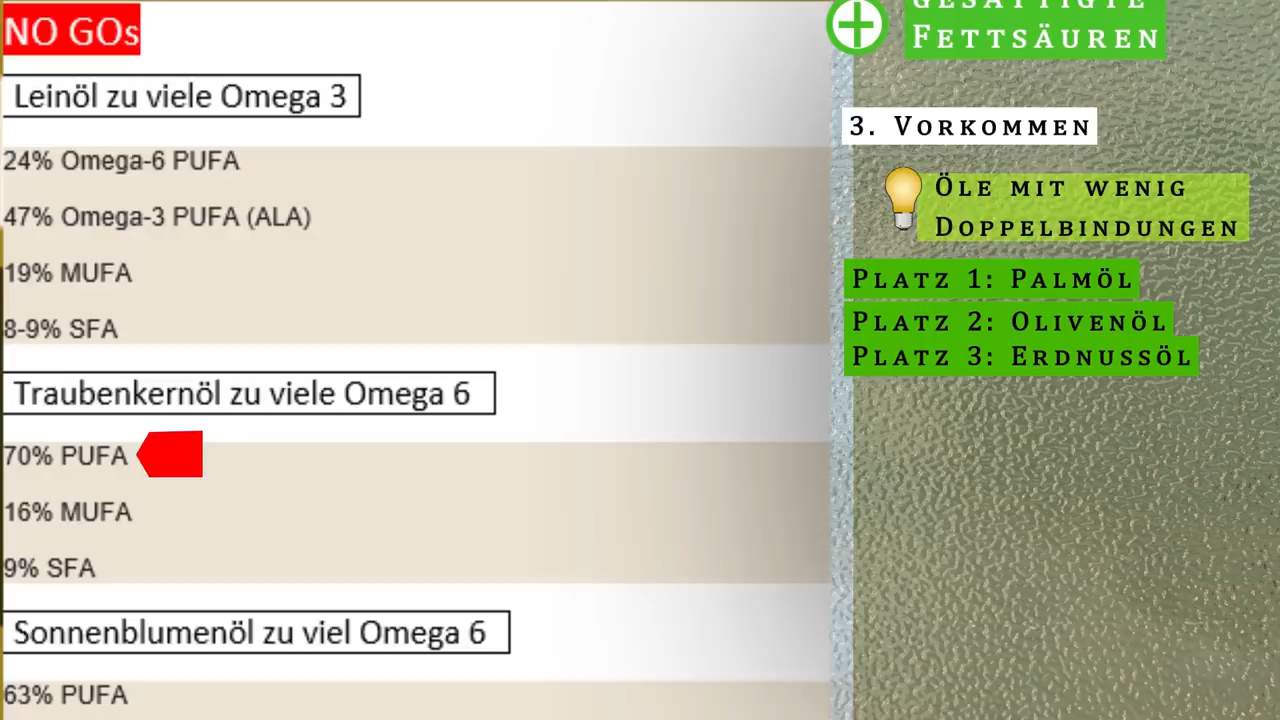 NO GOs
Leinöl zu viele Omega 3
24% Omega-6 PUFA
47% Omega-3 PUFA (ALA)
19% MUFA
8-9% SFA
Traubenkernöl zu viele Omega 6
70% PUFA
16% MUFA
9% SFA
Sonnenblumenöl zu viel Omega 6
63% PUFA
GESÄTTIGTE
FETTSÄUREN
3. VORKOMMEN
ÖLE MIT WENIG
DOPPELBINDUNGEN
PLATZ 1: PALMÖL
PLATZ 2: OLIVENÖL
PLATZ 3: ERDNUSSÖL